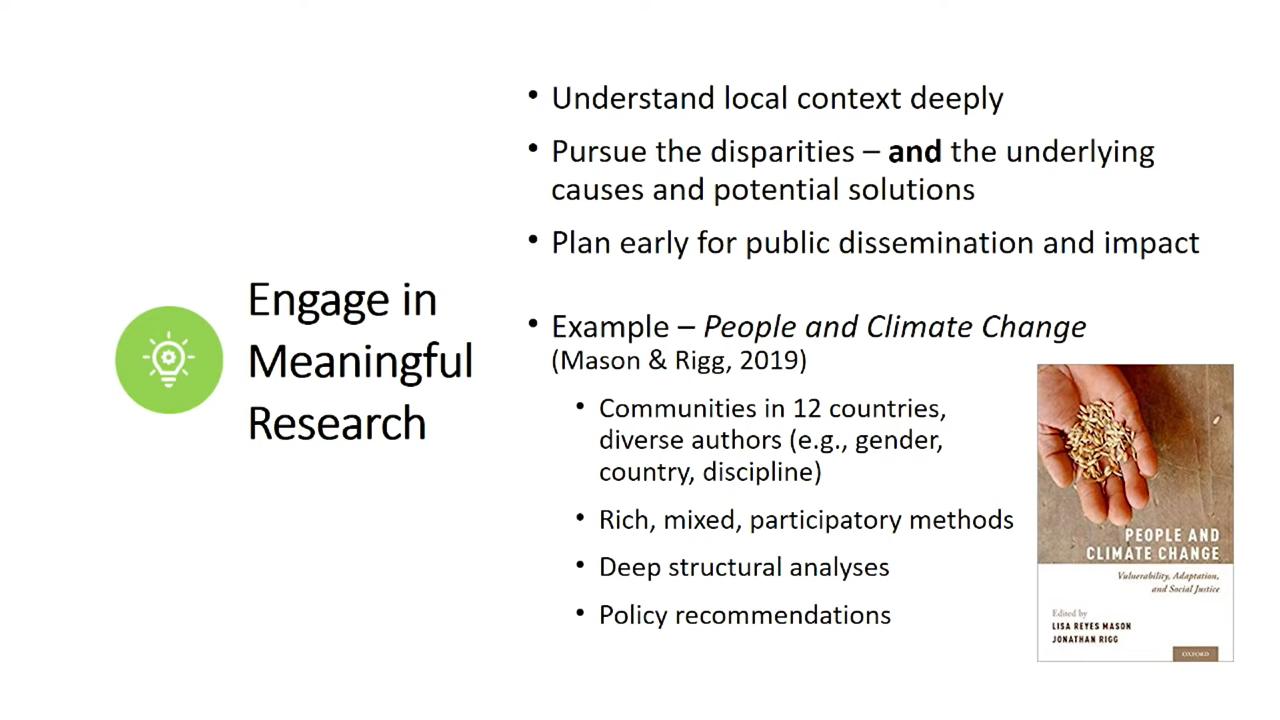 Engage in
Meaningful
Research
• Understand local context deeply
• Pursue the disparities – and the underlying
causes and potential solutions
• Plan early for public dissemination and impact
• Example – People and Climate Change
(Mason & Rigg, 2019)
• Communities in 12 countries,
diverse authors (e.g., gender,
country, discipline)
• Rich, mixed, participatory methods
• Deep structural analyses
• Policy recommendations
PEOPLE AND
CLIMATE CHANGE
Vulnerability, Adaptation,
and Social Justice
Edited by
LISA REYES MASON
JONATHAN RIGG
OXFORD